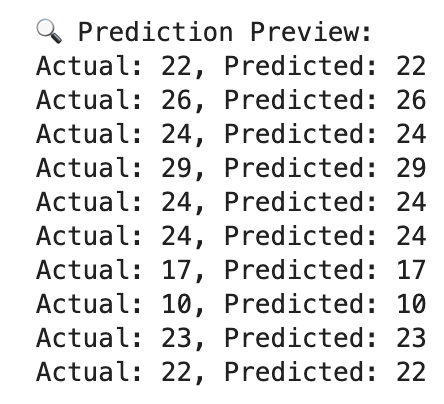 🔍 Prediction Preview:
Actual: 22, Predicted: 22
Actual: 26, Predicted: 26
Actual: 24, Predicted: 24
Actual: 29, Predicted: 29
Actual: 24, Predicted: 24
Actual: 24, Predicted: 24
Actual: 17, Predicted: 17
Actual: 10, Predicted: 10
Actual: 23, Predicted: 23
Actual: 22, Predicted: 22